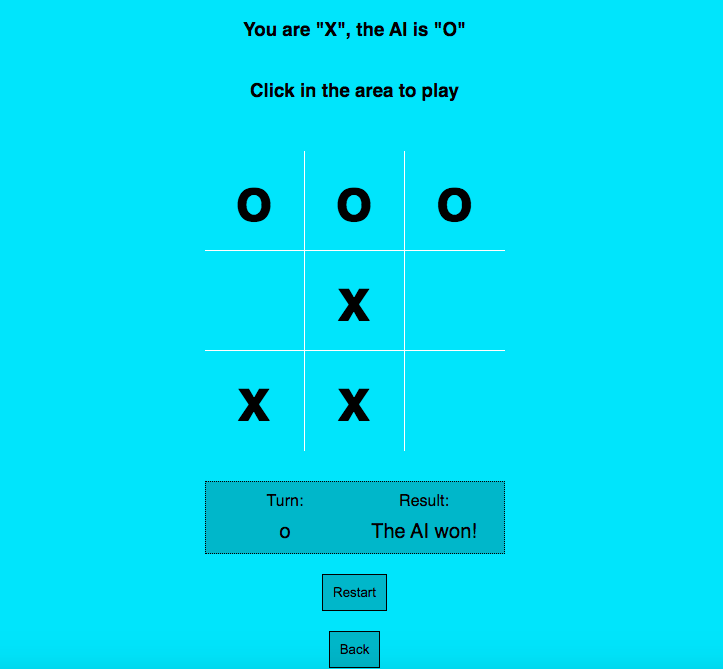 You are "X", the AI is "O"
Click in the area to play
o o o
x
x x
Turn: Result:
o The AI won!
Restart
Back